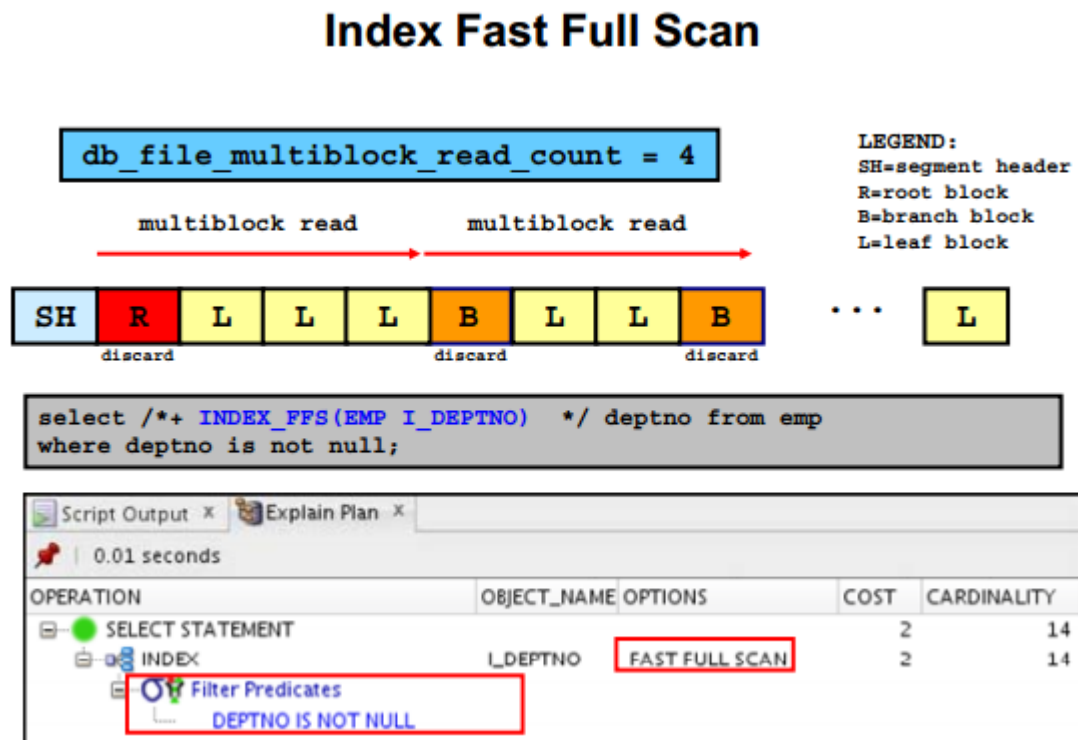 Index Fast Full Scan
db_file_multiblock_read_count = 4
LEGEND:
SH=segment header
R=root block
B=branch block
L=leaf block
multiblock read multiblock read
SH R L L L B L L B ... L
discard discard discard
select /*+ INDEX_FFS(EMP I_DEPTNO) */ deptno from emp
where deptno is not null;
Script Output x Explain Plan x
0.01 seconds
OPERATION OBJECT_NAME OPTIONS COST CARDINALITY
SELECT STATEMENT 2 14
INDEX I_DEPTNO FAST FULL SCAN 2 14
Filter Predicates
DEPTNO IS NOT NULL